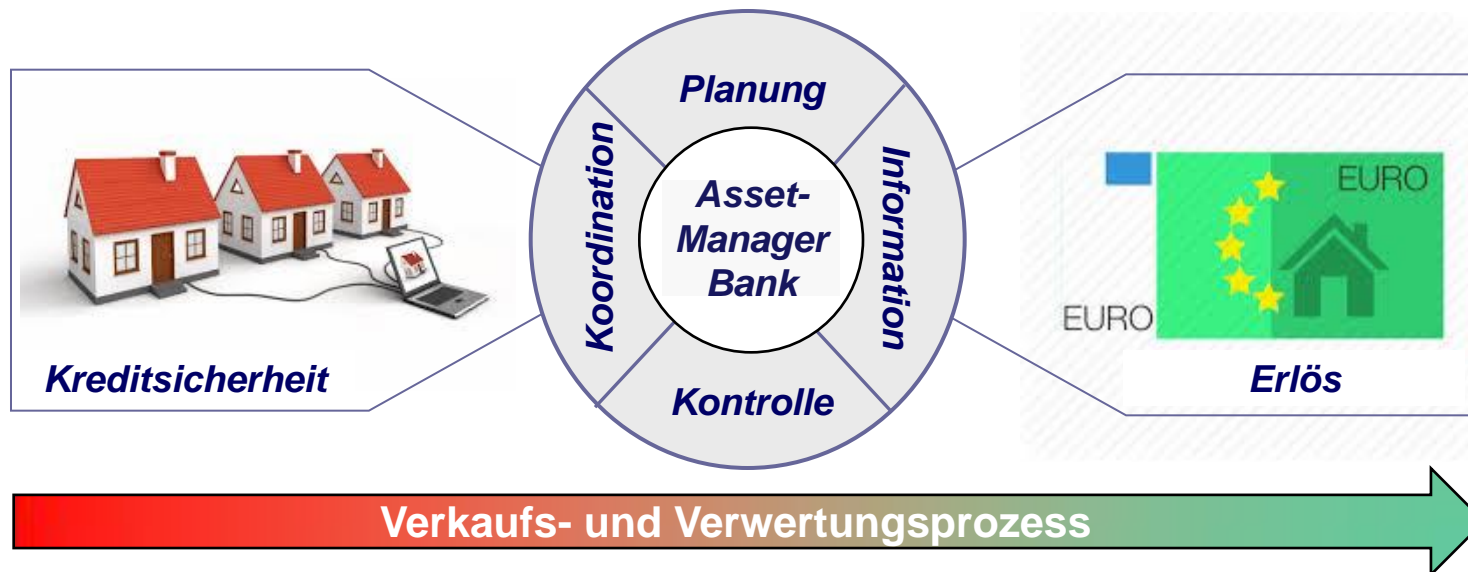 Planung
Koordination
Asset-
Manager
Bank
Information
Kontrolle
Kreditsicherheit
EURO
EURO
Erlös
Verkaufs- und Verwertungsprozess